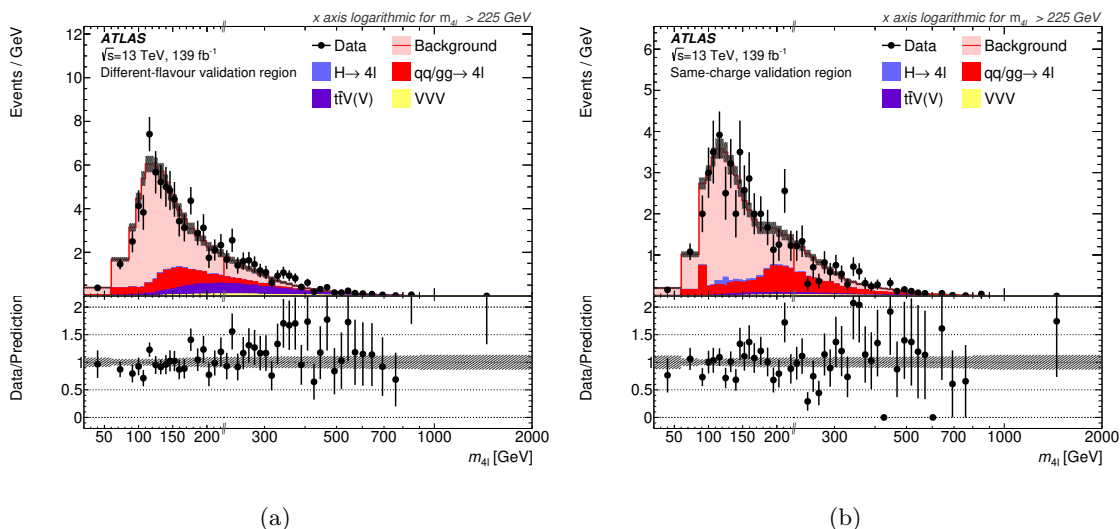 x axis logarithmic for m4l > 225 GeV
Events / GeV
12
10
8
6
4
2
ATLAS
√s=13 TeV, 139 fb-1
Different-flavour validation region
Data
Background
H→ 4l
qq/gg→ 4l
tt̄V(V)
VVV
Data/Prediction
2
1.5
1
0.5
0
50 100 150 200 300 400 500 700 1000 2000
m4l [GeV]
(a)
x axis logarithmic for m4l > 225 GeV
Events / GeV
6
5
4
3
2
1
ATLAS
√s=13 TeV, 139 fb-1
Same-charge validation region
Data
Background
H→ 4l
qq/gg→ 4l
tt̄V(V)
VVV
Data/Prediction
2
1.5
1
0.5
0
50 100 150 200 300 400 500 700 1000 2000
m4l [GeV]
(b)